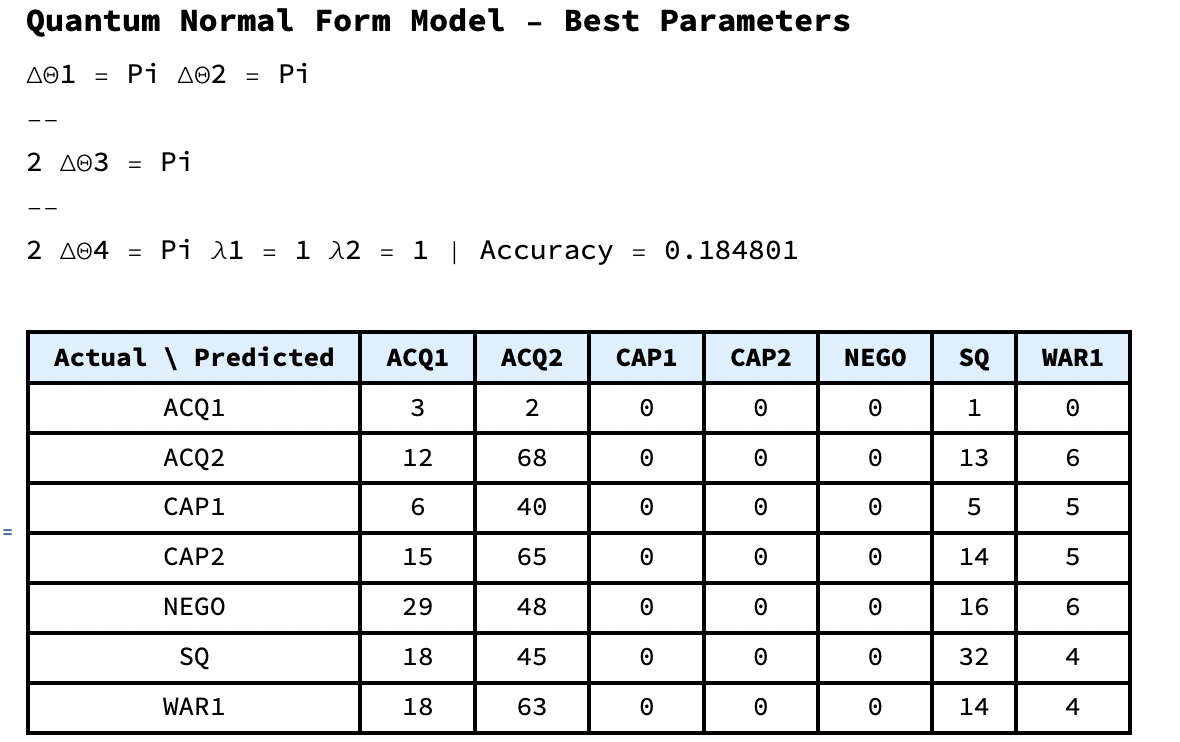 Quantum Normal Form Model – Best Parameters
ΔΘ1 = Pi ΔΘ2 = Pi
––
2 ΔΘ3 = Pi
––
2 ΔΘ4 = Pi λ1 = 1 λ2 = 1 | Accuracy = 0.184801
Actual \ Predicted ACQ1 ACQ2 CAP1 CAP2 NEGO SQ WAR1
ACQ1 3 2 0 0 0 1 0
ACQ2 12 68 0 0 0 13 6
CAP1 6 40 0 0 0 5 5
=
CAP2 15 65 0 0 0 14 5
NEGO 29 48 0 0 0 16 6
SQ 18 45 0 0 0 32 4
WAR1 18 63 0 0 0 14 4